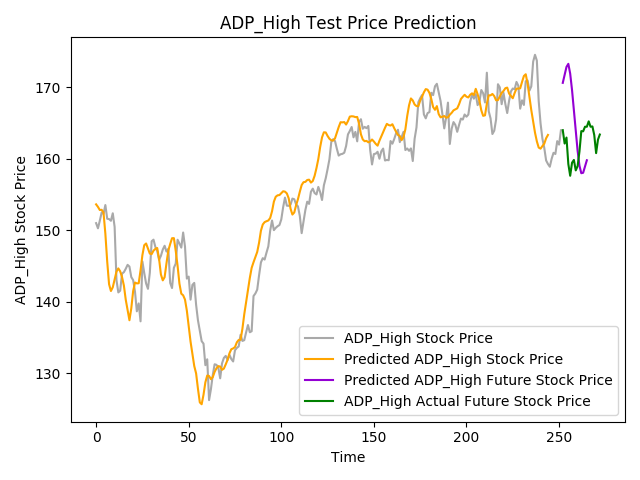 ADP_High Test Price Prediction
ADP_High Stock Price
170
160
150
140
130
0
50
100
150
200
250
Time
ADP_High Stock Price
Predicted ADP_High Stock Price
Predicted ADP_High Future Stock Price
ADP_High Actual Future Stock Price